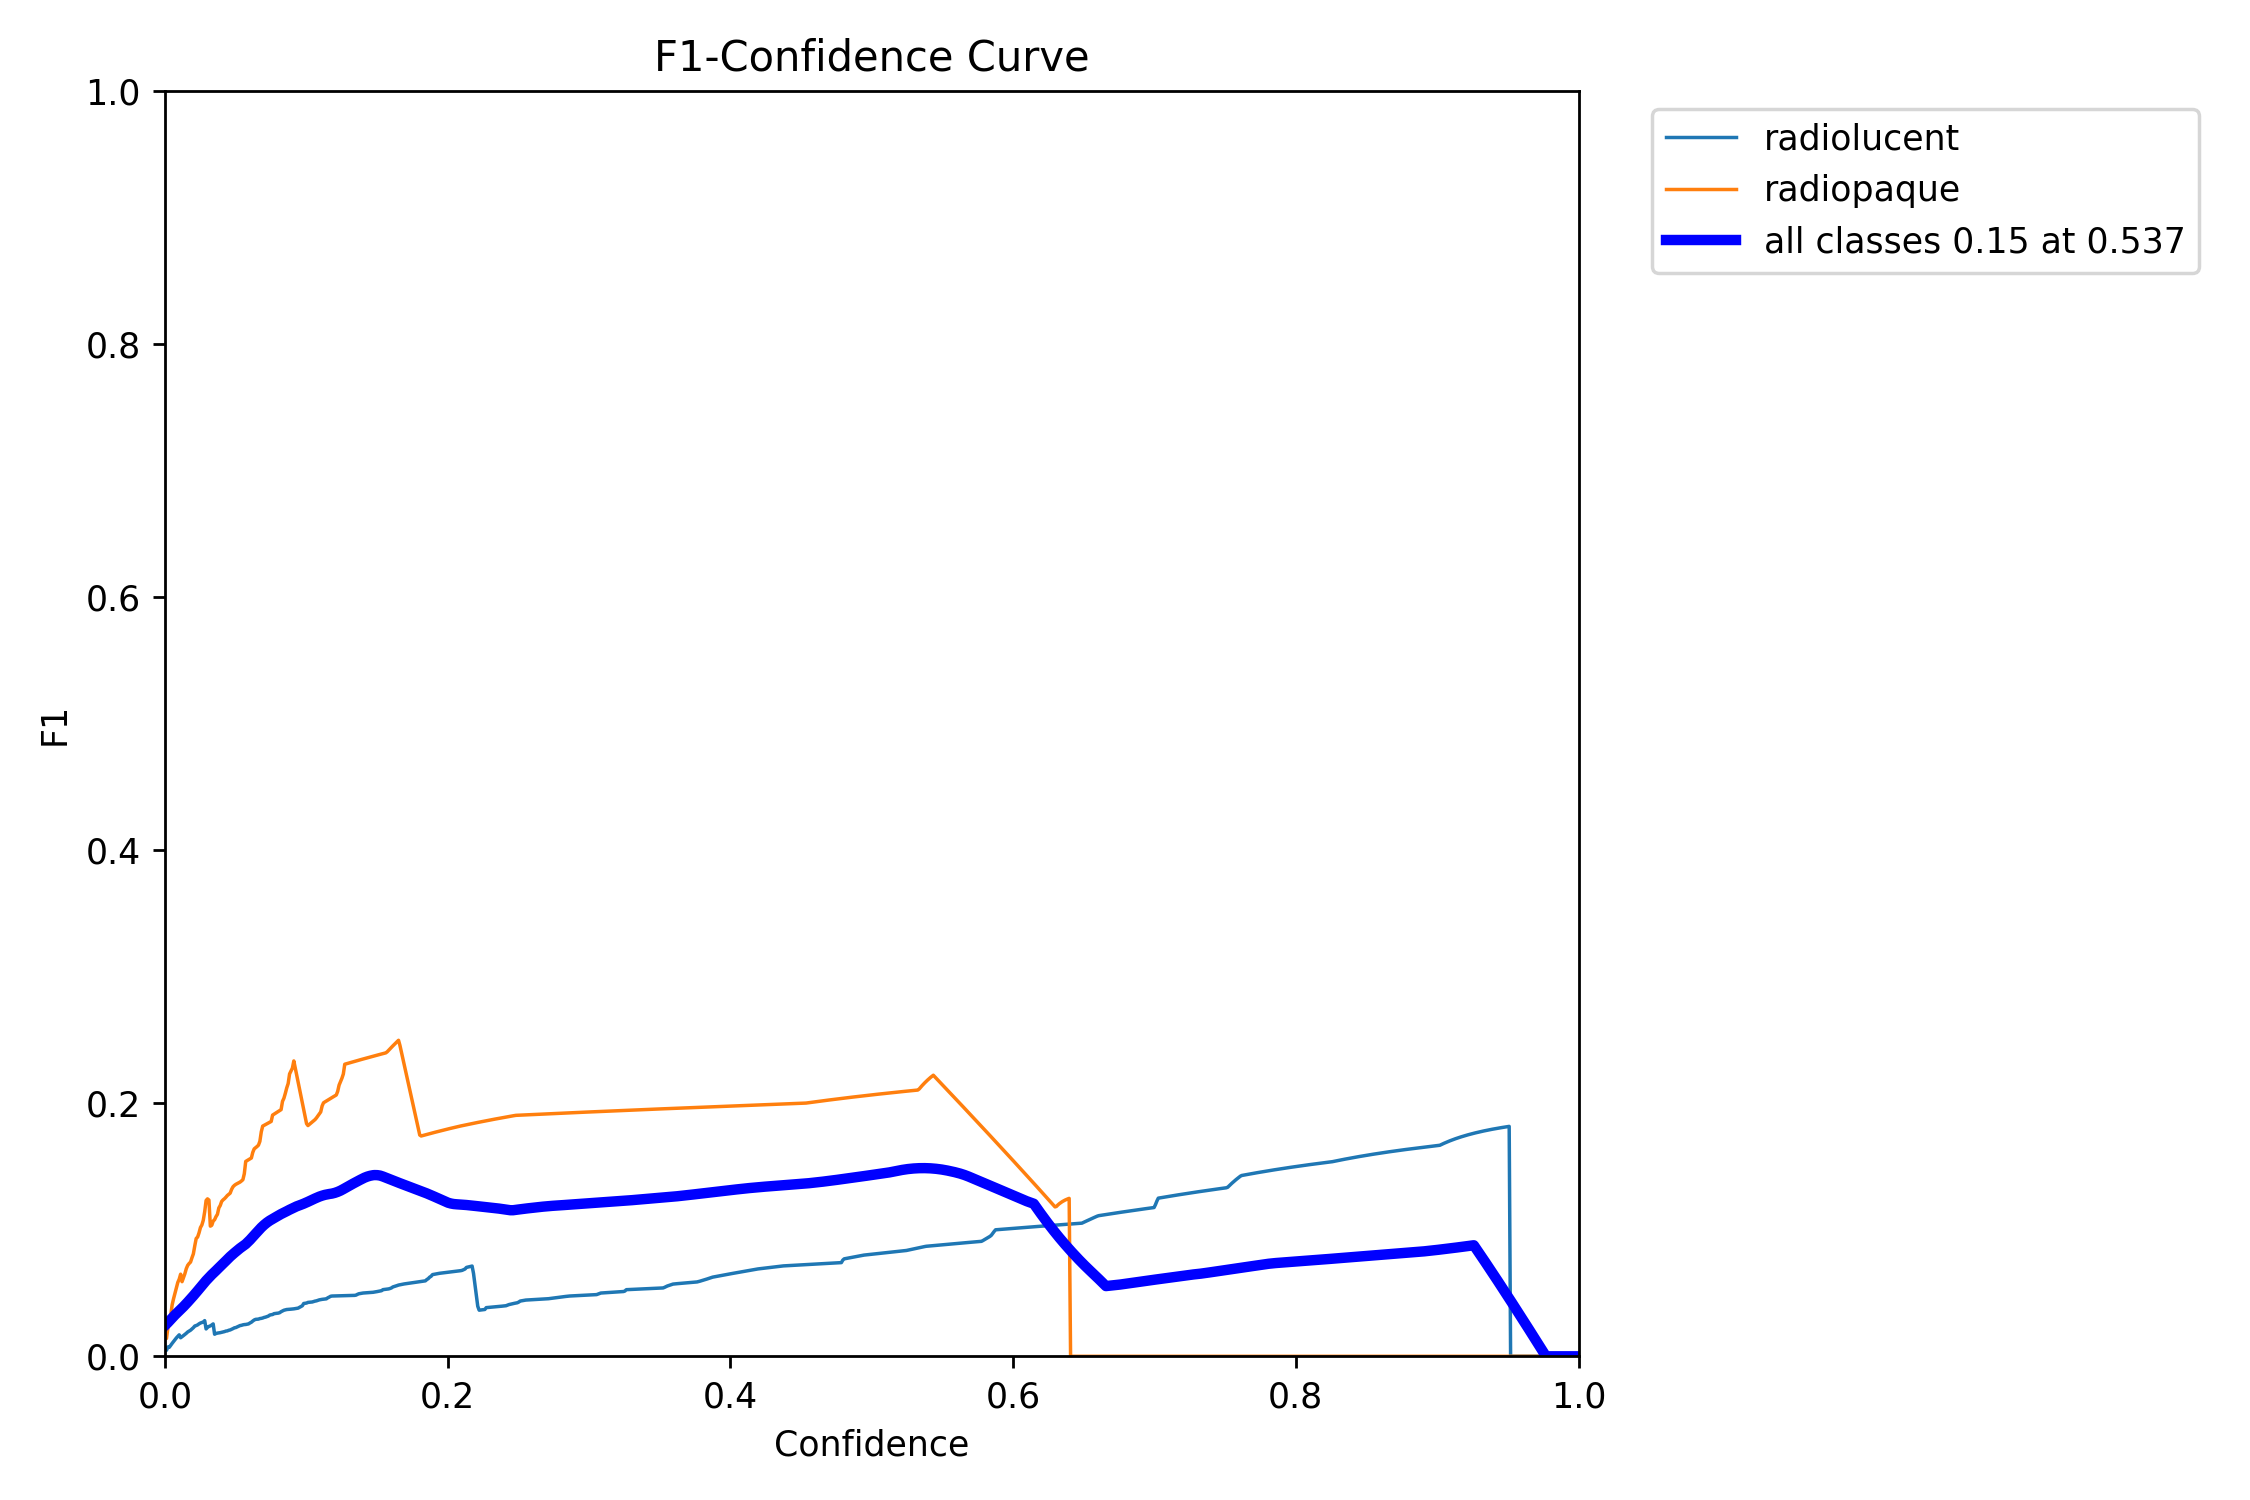 F1-Confidence Curve
1.0
0.8
0.6
0.4
0.2
0.0
F1
0.0 0.2 0.4 0.6 0.8 1.0
Confidence
radiolucent
radiopaque
all classes 0.15 at 0.537